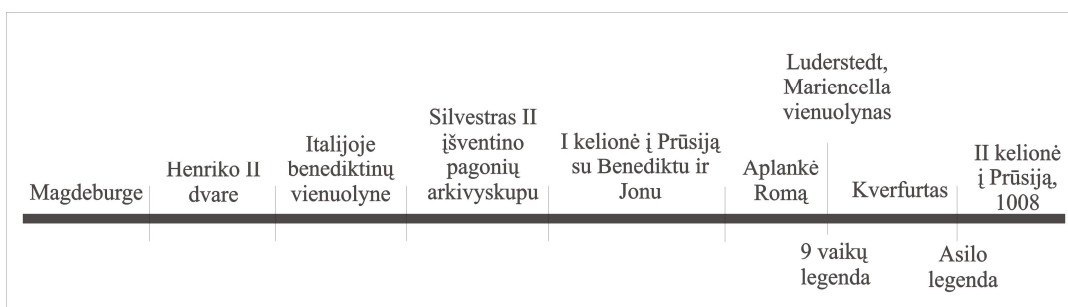 Magdeburge
Henriko II
dvare
Italijoje
benediktinų
vienuolyne
Silvestras II
įšventino
pagonių
arkivyskupu
I kelionė į Prūsiją
su Benediktu ir
Jonu
Aplankė
Romą
Luderstedt,
Mariencella
vienuolynas
Kverfurtas
II kelionė
į Prūsiją,
1008
9 vaikų
legenda
Asilo
legenda